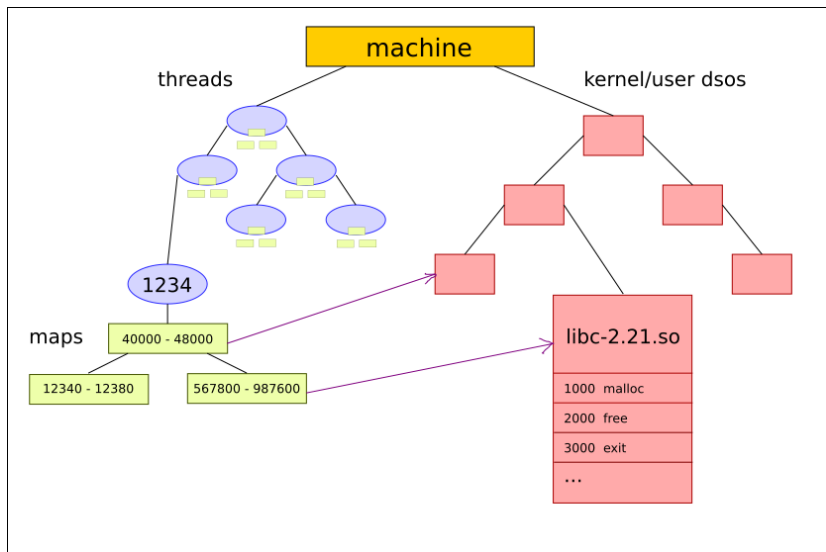 machine
threads
kernel/user dsos
1234
maps
40000 - 48000
12340 - 12380
567800 - 987600
libc-2.21.so
1000 malloc
2000 free
3000 exit
...